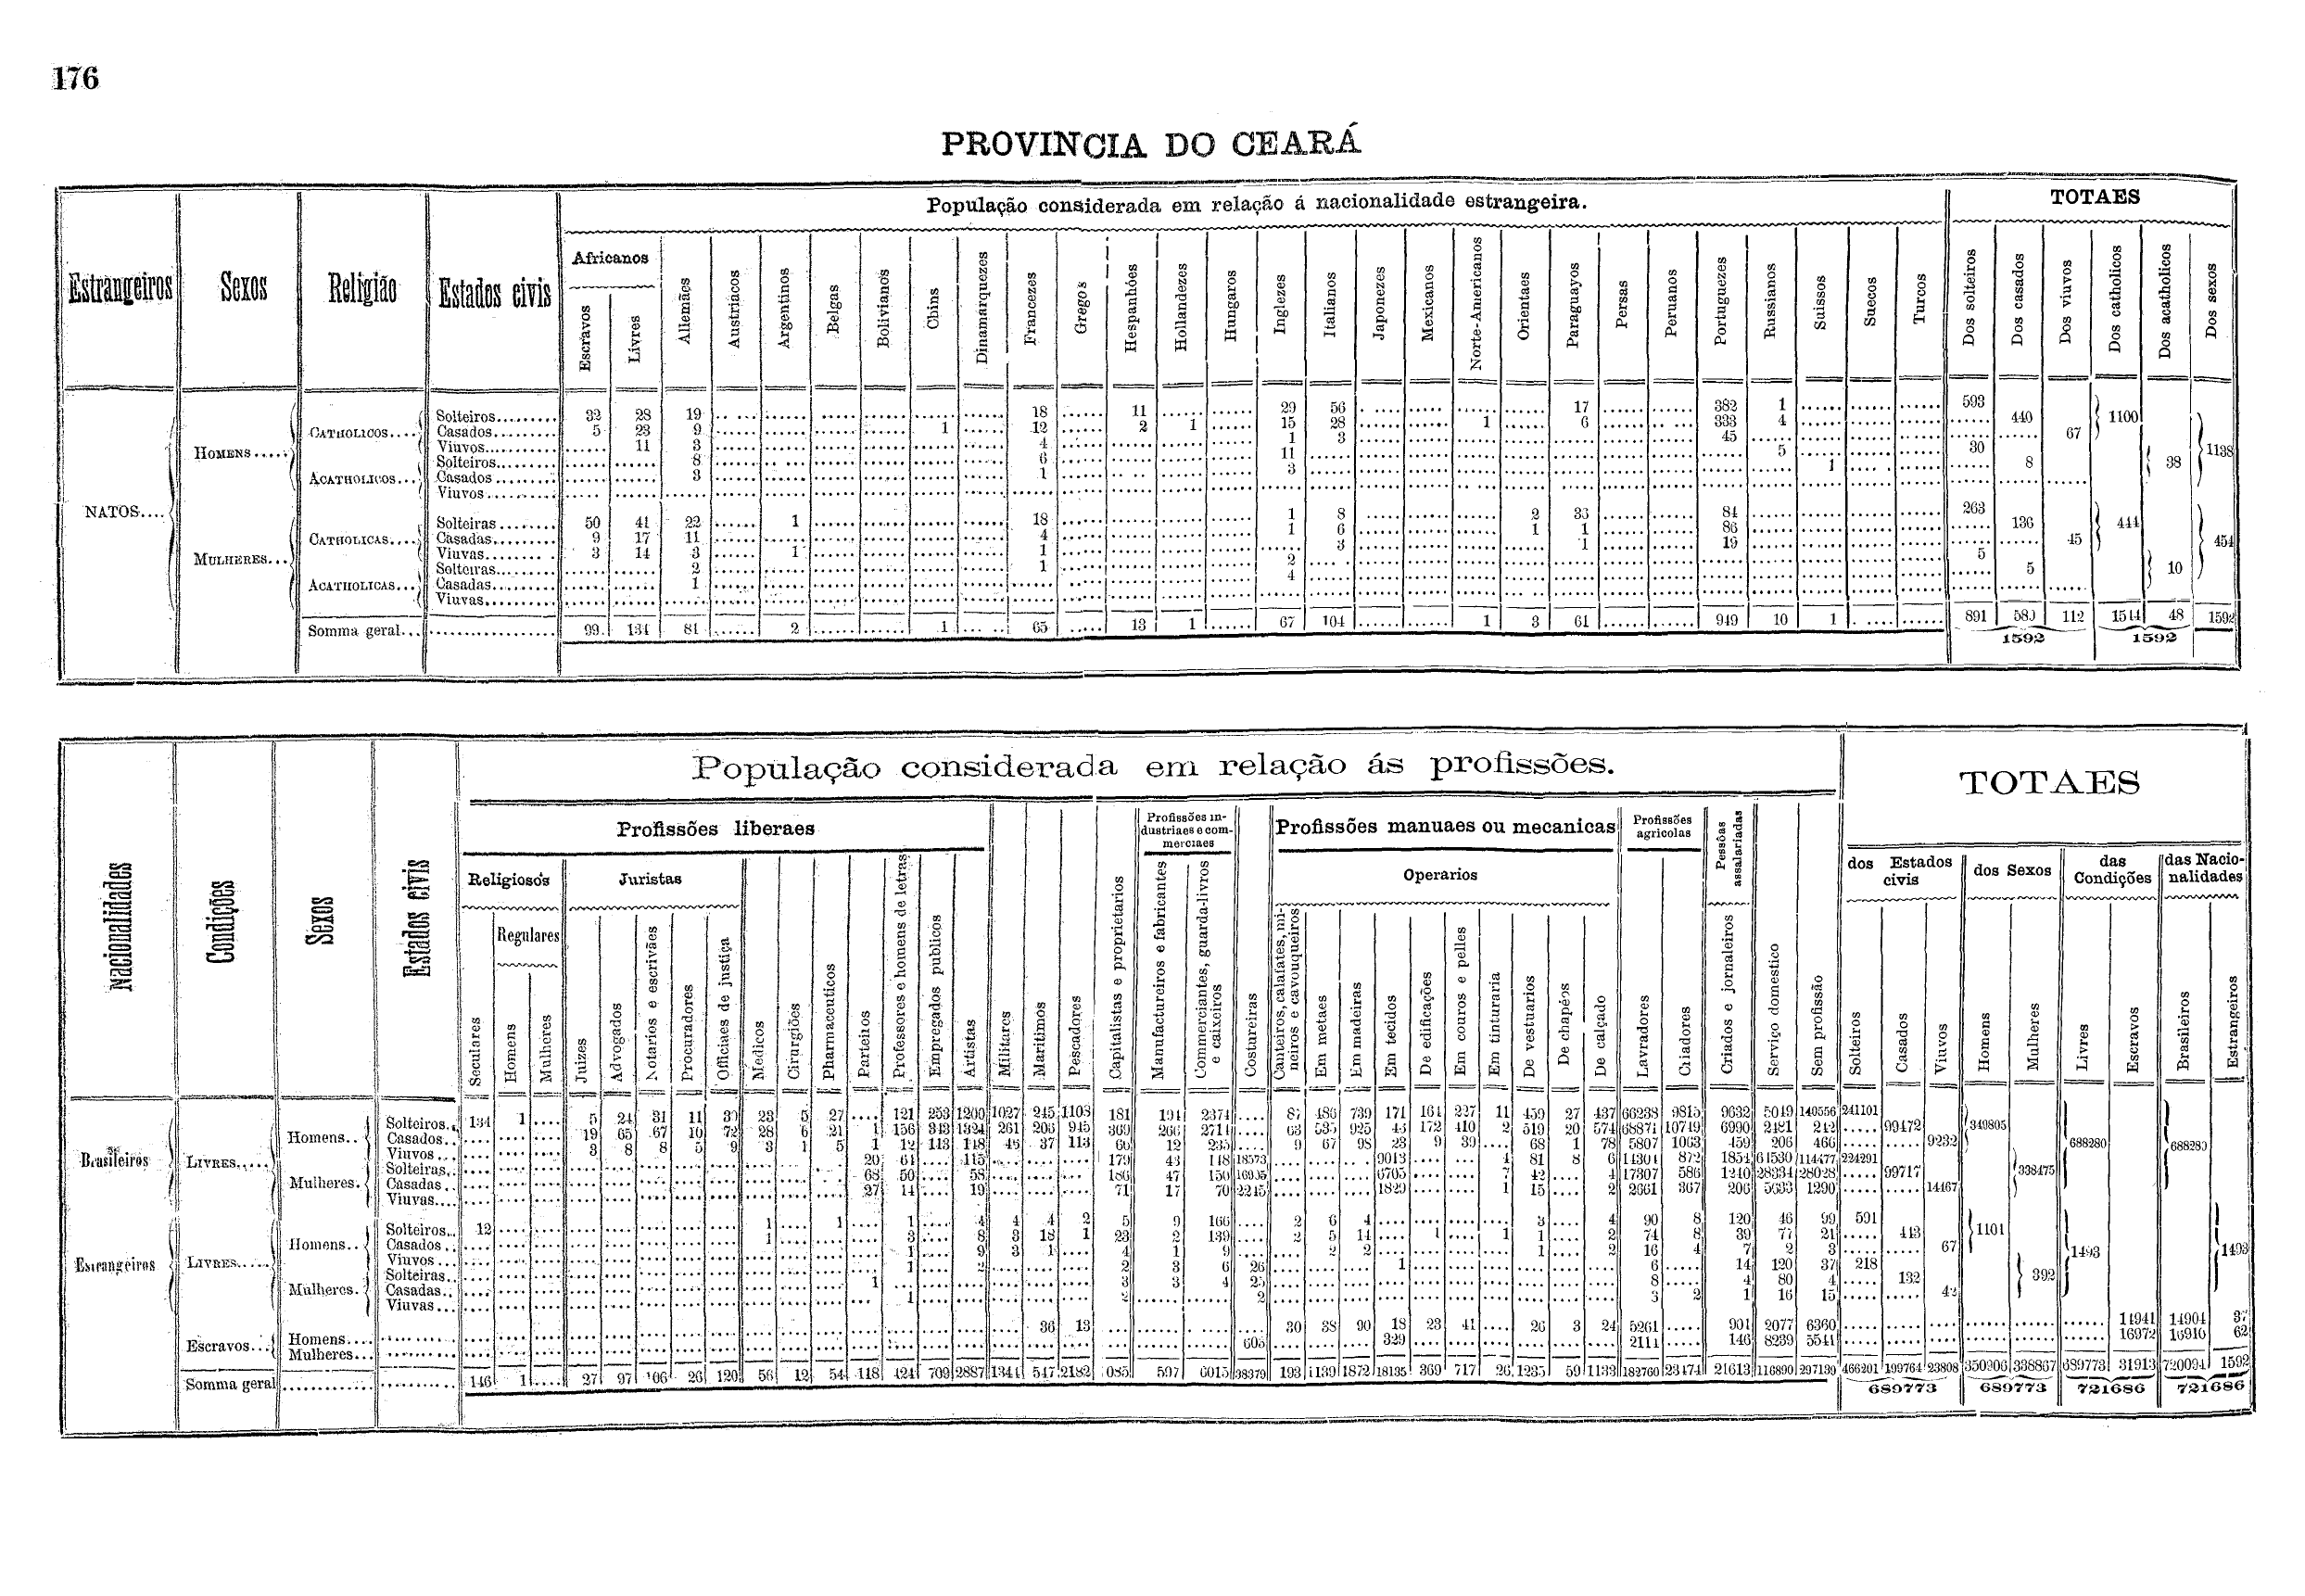 176
PROVINCIA DO CEARÁ
População considerada em relação á nacionalidade estrangeira.
TOTAES
Estrangeiros Sexos Religião Estados civis
Africanos
Escravos Livres Allemães Austriacos Argentinos Belgas Bolivianos Chins Dinamarquezes Francezes Gregos Hespanhóes Hollandezes Hungaros Inglezes Italianos Japonezes Mexicanos Norte-Americanos Orientaes Paraguayos Persas Peruanos Portuguezes Russianos Suissos Suecos Turcos Dos solteiros Dos casados Dos viuvos Dos catholicos Dos acatholicos Dos sexos
NATOS....
HOMENS.....
CATHOLICOS....
Solteiros......... 32 28 19 18 11 29 56 17 382 1 593
Casados......... 5 23 9 1 12 2 1 15 28 1 6 333 4 440
Viuvos......... 11 3 4 1 3 45 67
1100
ACATHOLICOS...
Solteiros......... 8 6 11 5 30
Casados......... 3 1 3 1 8
Viuvos.........
38
1138
MULHERES...
CATHOLICAS....
Solteiras......... 50 41 22 1 18 1 8 2 33 84 263
Casadas......... 9 17 11 4 1 6 1 1 86 136
Viuvas......... 3 14 3 1 1 3 1 19 45
444
ACATHOLICAS...
Solteiras......... 2 1 2 5
Casadas......... 1 4 5
Viuvas.........
10
454
Somma geral... 99 134 81 2 1 65 13 1 67 104 1 3 61 949 10 1 891 589 112 1544 48 1592
1592 1592
População considerada em relação ás profissões.
TOTAES
Nacionalidades Condições Sexos Estados civis
Profissões liberaes
Profissões industriaes e commerciaes
Profissões manuaes ou mecanicas
Profissões agricolas
Pessôas assalariadas
Religiosos Juristas Operarios
dos Estados civis dos Sexos das Condições das Nacionalidades
Regulares
Seculares Homens Mulheres Juizes Advogados Notarios e escrivães Procuradores Officiaes de justiça Medicos Cirurgiões Pharmaceuticos Parteiros Professores e homens de letras Empregados publicos Artistas Militares Maritimos Pescadores Capitalistas e proprietarios Manufactureiros e fabricantes Commerciantes, guarda-livros e caixeiros Costureiras Canteiros, calafates, mineiros e cavouqueiros Em metaes Em madeiras Em tecidos De edificações Em couros e pelles Em tinturaria De vestuarios De chapéos De calçado Lavradores Criadores Criados e jornaleiros Serviço domestico Sem profissão Solteiros Casados Viuvos Homens Mulheres Livres Escravos Brasileiros Estrangeiros
Brasileiros
LIVRES.....
Homens..
Solteiros.. 134 1 5 24 31 11 23 5 27 121 253 1200 1027 245 1103 181 194 2374 87 486 739 171 164 227 11 459 27 437 66238 9815 9632 5019 140556 241101
Casados.. 19 65 67 10 72 28 6 21 1 156 343 1324 261 206 945 369 266 2714 63 535 925 43 172 410 2 519 20 574 68871 10749 6990 2481 242 99472
Viuvos... 3 8 8 5 9 3 1 5 1 12 113 148 46 37 113 60 12 235 9 67 98 23 9 39 68 1 78 5807 1063 459 206 466 9232
349805
Mulheres.
Solteiras.. 20 61 115 179 43 148 18573 9013 4 81 8 6 14304 872 1854 61530 114477 224291
Casadas.. 68 50 58 186 47 150 16935 6705 7 42 4 17307 586 1240 28334 28028 99717
Viuvas... 27 14 19 71 17 70 2245 1829 1 15 2 2661 367 206 5633 1290 14467
338475
688280 688280
Estrangeiros
LIVRES.....
Homens..
Solteiros.. 12 1 1 1 4 4 4 2 5 9 166 2 6 4 3 4 90 8 120 46 99 591
Casados.. 1 3 8 3 18 1 23 2 139 2 5 14 1 1 1 2 74 8 39 77 21 443
Viuvos... 1 9 3 1 4 1 9 2 2 1 2 16 4 7 2 3 67
1101
Mulheres.
Solteiras.. 1 2 2 3 6 26 1 6 14 120 37 218
Casadas.. 1 3 3 4 25 8 4 80 4 132
Viuvas... 1 2 2 3 2 1 16 15 42
392
1493 1493
Escravos...
Homens.... 36 13 30 38 90 18 23 41 26 3 24 5261 901 2077 6360 14941 14904 37
Mulheres... 605 329 2111 146 8239 5541 16972 16910 62
Somma geral 146 1 27 97 106 26 120 56 12 54 118 424 709 2887 1344 547 2182 1085 597 6015 38379 193 1139 1872 18135 369 717 26 1235 59 1133 182760 23474 21613 116890 297139 466201 199764 23808 350906 338867 689773 31913 720094 1592
689773 689773 721686 721686